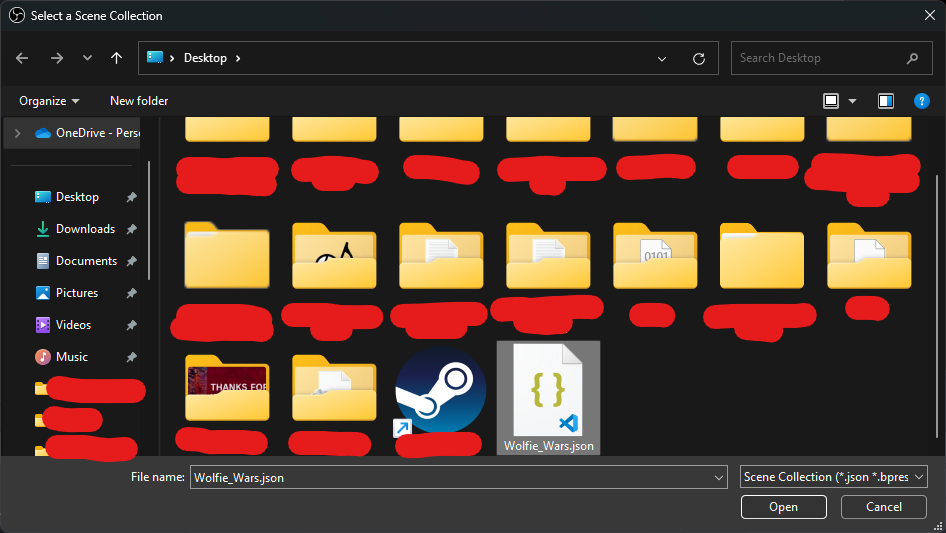 Select a Scene Collection
Desktop
Search Desktop
Organize
New folder
OneDrive - Perso
Desktop
Downloads
Documents
Pictures
Videos
Music
0101
THANKS FOR
{ }
Wolfie_Wars.json
File name:
Wolfie_Wars.json
Scene Collection (*.json *.bpres
Open
Cancel